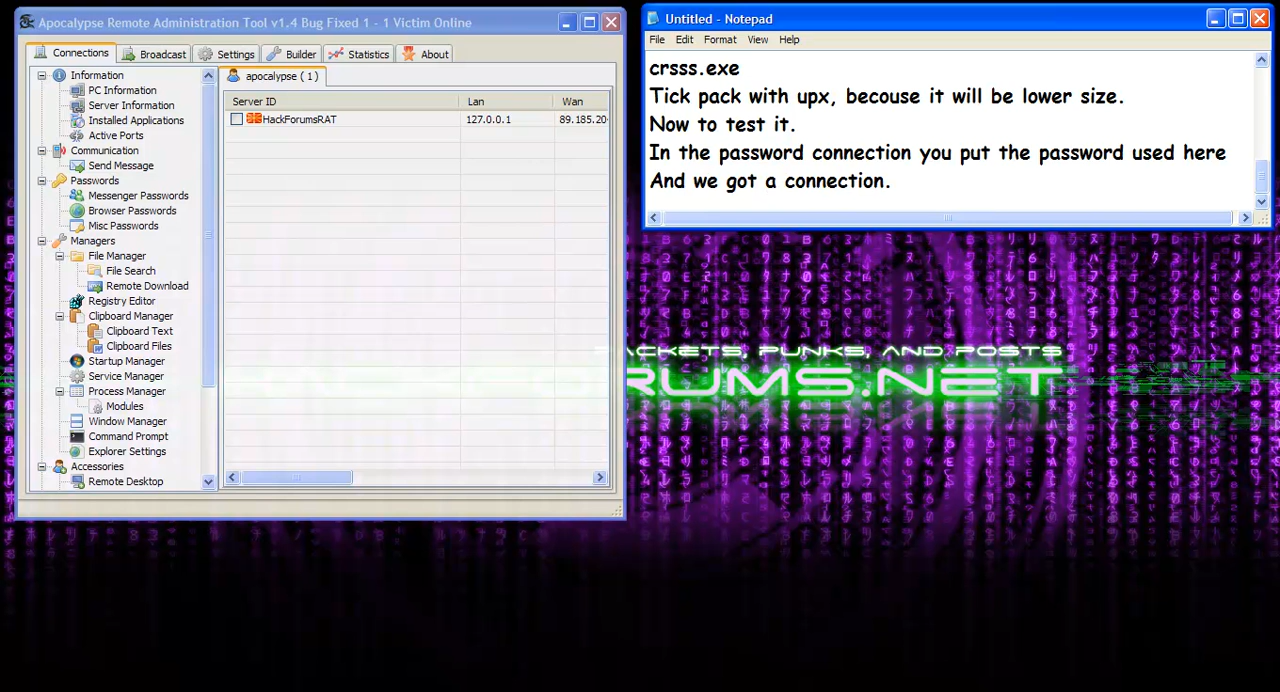 Apocalypse Remote Administration Tool v1.4 Bug Fixed 1 - 1 Victim Online
Connections
Broadcast
Settings
Builder
Statistics
About
Information
PC Information
Server Information
Installed Applications
Active Ports
Communication
Send Message
Passwords
Messenger Passwords
Browser Passwords
Misc Passwords
Managers
File Manager
File Search
Remote Download
Registry Editor
Clipboard Manager
Clipboard Text
Clipboard Files
Startup Manager
Service Manager
Process Manager
Modules
Window Manager
Command Prompt
Explorer Settings
Accessories
Remote Desktop
apocalypse ( 1 )
Server ID Lan Wan
HackForumsRAT 127.0.0.1 89.185.20
Untitled - Notepad
File Edit Format View Help
crsss.exe
Tick pack with upx, becouse it will be lower size.
Now to test it.
In the password connection you put the password used here
And we got a connection.
ACKETS, PUNKS, AND POSTS
RUMS.NET